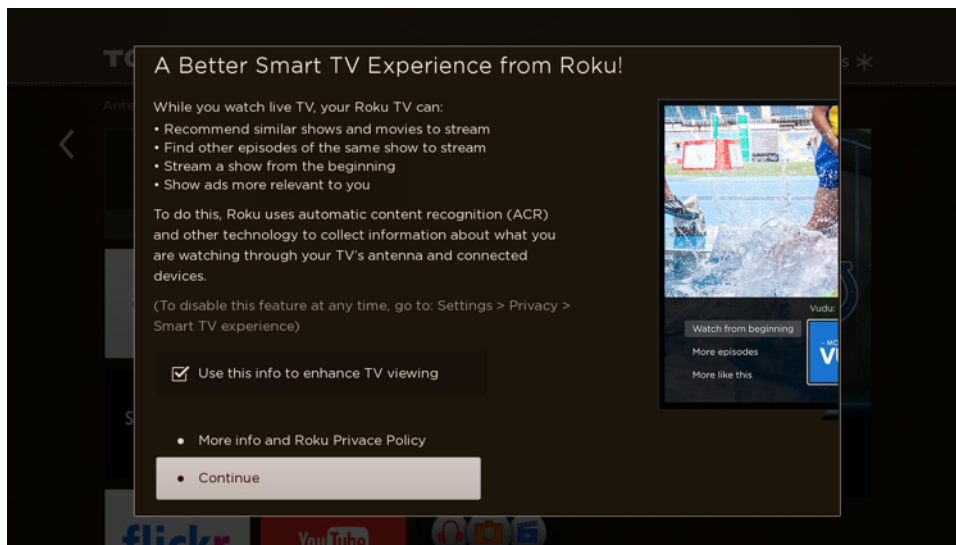 A Better Smart TV Experience from Roku!
While you watch live TV, your Roku TV can:
• Recommend similar shows and movies to stream
• Find other episodes of the same show to stream
• Stream a show from the beginning
• Show ads more relevant to you
To do this, Roku uses automatic content recognition (ACR)
and other technology to collect information about what you
are watching through your TV's antenna and connected
devices.
(To disable this feature at any time, go to: Settings > Privacy >
Smart TV experience)
Use this info to enhance TV viewing
• More info and Roku Privace Policy
• Continue
Vudu:
Watch from beginning
More episodes
More like this
flickr
YouTube